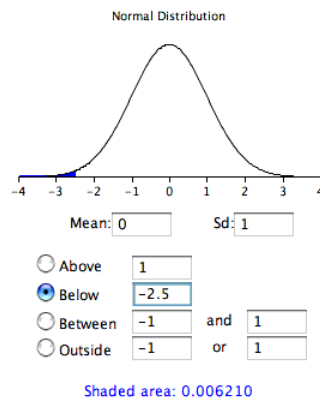 Normal Distribution
-4 -3 -2 -1 0 1 2 3 4
Mean: 0 Sd: 1
Above 1
Below -2.5
Between -1 and 1
Outside -1 or 1
Shaded area: 0.006210